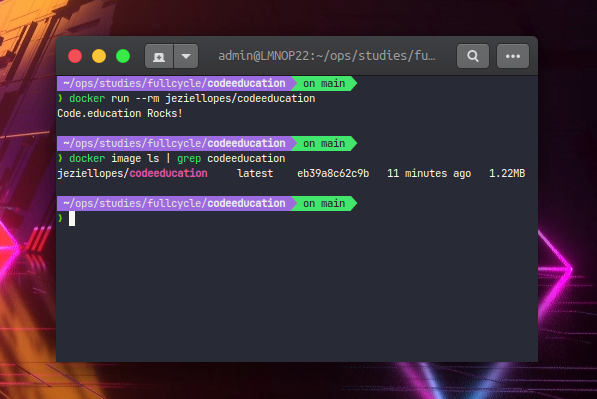 admin@LMNOP22:~/ops/studies/fu...
~/ops/studies/fullcycle/codeeducation on main
❯ docker run --rm jeziellopes/codeeducation
Code.education Rocks!
~/ops/studies/fullcycle/codeeducation on main
❯ docker image ls | grep codeeducation
jeziellopes/codeeducation latest eb39a8c62c9b 11 minutes ago 1.22MB
~/ops/studies/fullcycle/codeeducation on main
❯